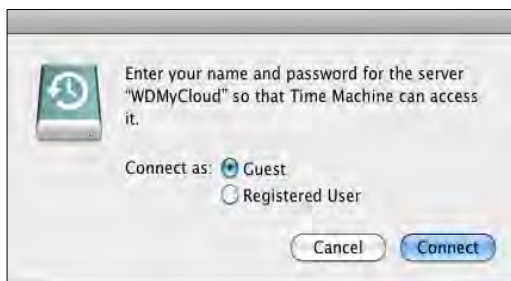 Enter your name and password for the server
“WDMyCloud” so that Time Machine can access
it.
Connect as: Guest
Registered User
Cancel Connect